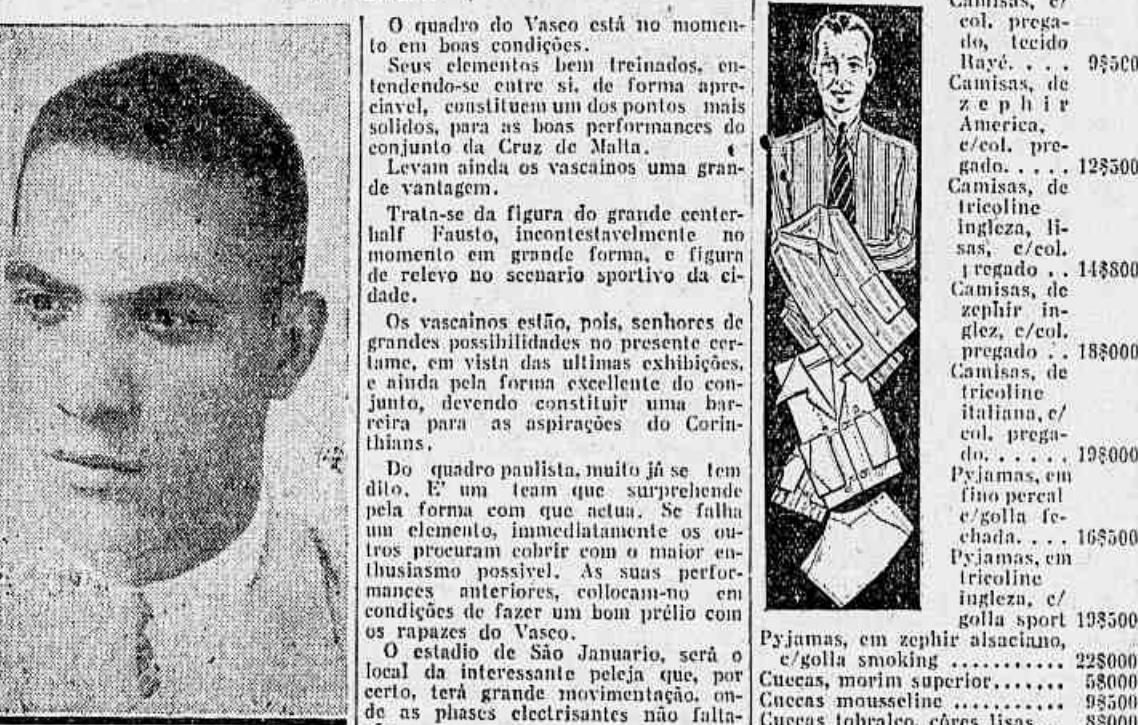 O quadro do Vasco está no momen-
to em boas condições.
Seus elementos bem treinados, en-
tendendo-se entre si, de forma apre-
ciavel, constituem um dos pontos mais
solidos, para as boas performances do
conjunto da Cruz de Malta.
Levam ainda os vascainos uma gran-
de vantagem.
Trata-se da figura do grande center-
half Fausto, incontestavelmente no
momento em grande forma, e figura
de relevo no scenario sportivo da ci-
dade.
Os vascainos estão, pois, senhores de
grandes possibilidades no presente cer-
tame, em vista das ultimas exhibições,
e ainda pela forma excellente do con-
junto, devendo constituir uma bar-
reira para as aspirações do Corin-
thians.
Do quadro paulista, muito já se tem
dito. E' um team que surprehende
pela forma com que actua. Se falha
um elemento, immediatamente os ou-
tros procuram cobrir com o maior en-
thusiasmo possivel. As suas perfor-
mances anteriores, collocam-no em
condições de fazer um bom prélio com
os rapazes do Vasco.
O estadio de São Januario, será o
local da interessante peleja que, por
certo, terá grande movimentação, on-
de as phases electrisantes não falta-
Camisas, c/
col. prega-
do, tecido
Rayé. . . . 9$500
Camisas, de
zephir
America,
c/col. pre-
gado. . . . . 12$500
Camisas, de
tricoline
ingleza, li-
sas, c/col.
pregado . . 14$800
Camisas, de
zephir in-
glez, c/col.
pregado . . 18$000
Camisas, de
tricoline
italiana, c/
col. prega-
do. . . . . . 19$000
Pyjamas, em
fino percal
c/golla fe-
chada. . . . 16$500
Pyjamas, em
tricoline
ingleza, c/
golla sport 19$500
Pyjamas, em zephir alsaciano,
c/golla smoking ........... 22$000
Cuecas, morim superior....... 5$000
Cuecas mousseline .......... 9$500
Cuecas tobralco, côres lisas 8$800